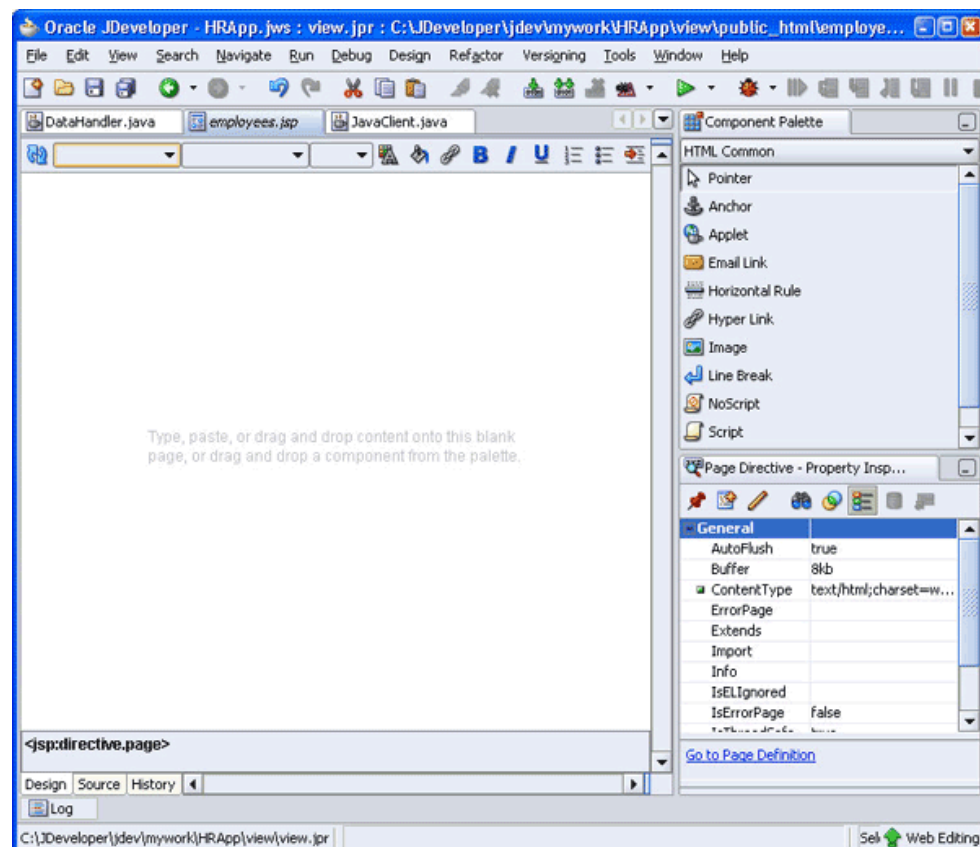 Oracle JDeveloper - HRApp.jws : view.jpr : C:\JDeveloper\jdev\mywork\HRApp\view\public_html\employe...
File Edit View Search Navigate Run Debug Design Refactor Versioning Tools Window Help
DataHandler.java employees.jsp JavaClient.java
Component Palette
HTML Common
B I U
Pointer
Anchor
Applet
Email Link
Horizontal Rule
Hyper Link
Image
Line Break
NoScript
Script
Type, paste, or drag and drop content onto this blank
page, or drag and drop a component from the palette.
Page Directive - Property Insp...
General
AutoFlush true
Buffer 8kb
ContentType text/html;charset=w...
ErrorPage
Extends
Import
Info
IsELIgnored
IsErrorPage false
<jsp:directive.page>
Go to Page Definition
Design Source History
Log
C:\JDeveloper\jdev\mywork\HRApp\view\view.jpr
Web Editing